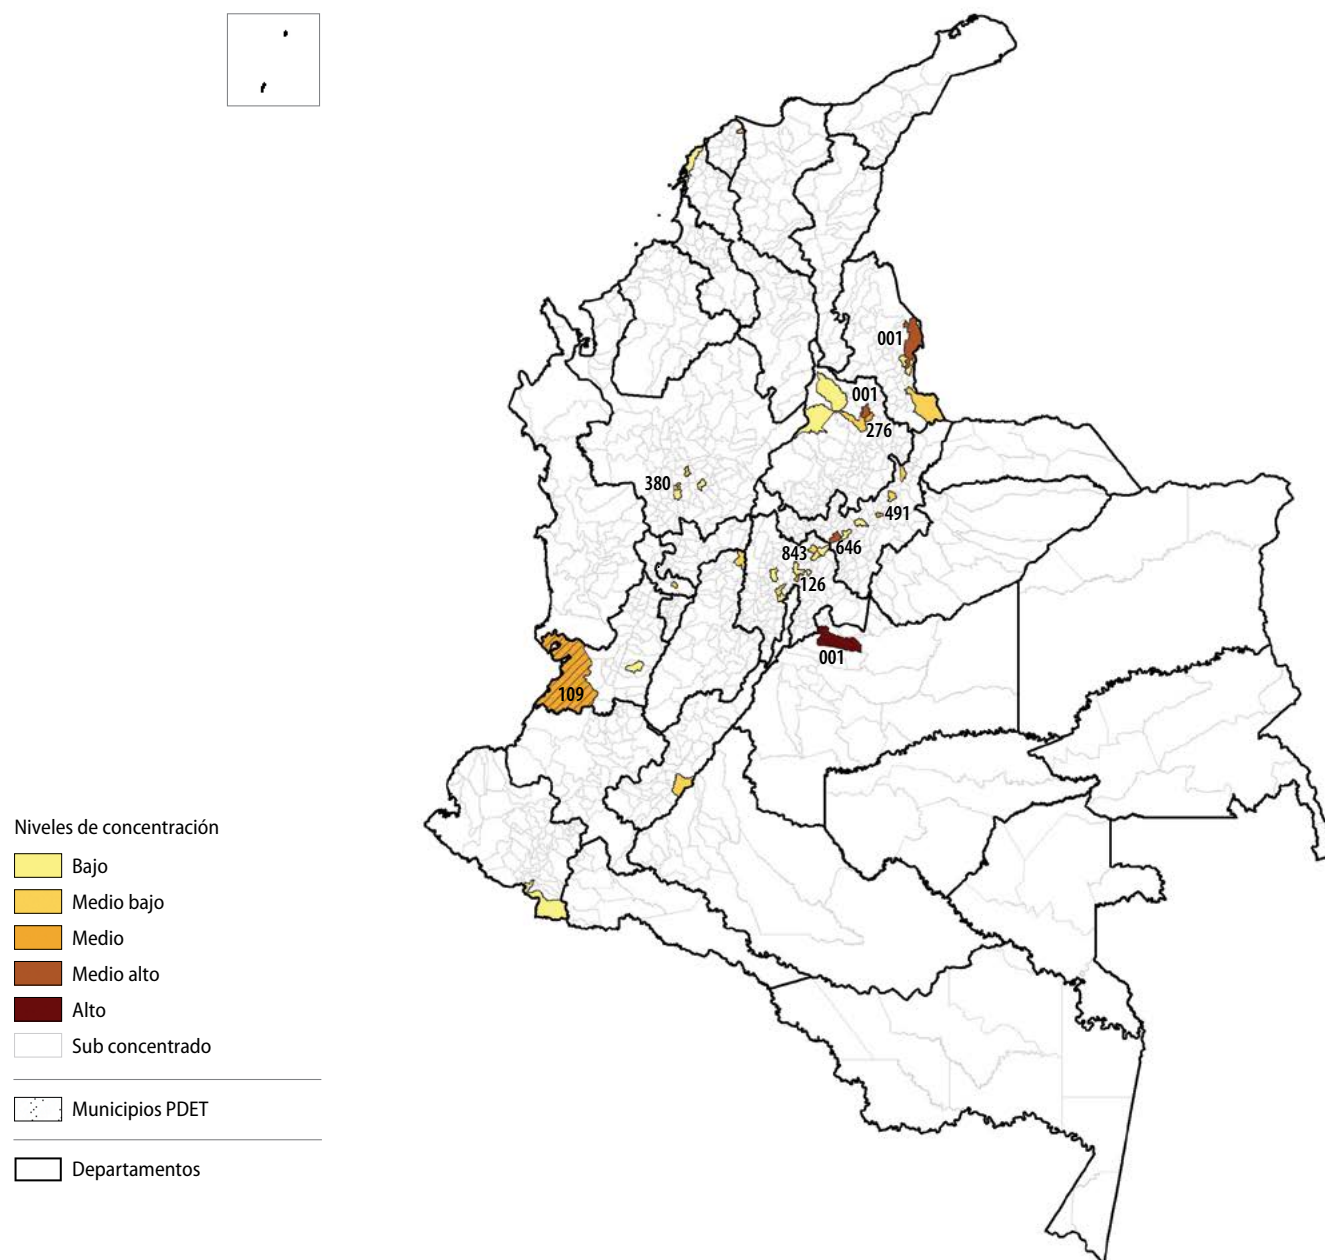 001
001
276
380
491
646
843
126
001
109
Niveles de concentración
Bajo
Medio bajo
Medio
Medio alto
Alto
Sub concentrado
Municipios PDET
Departamentos